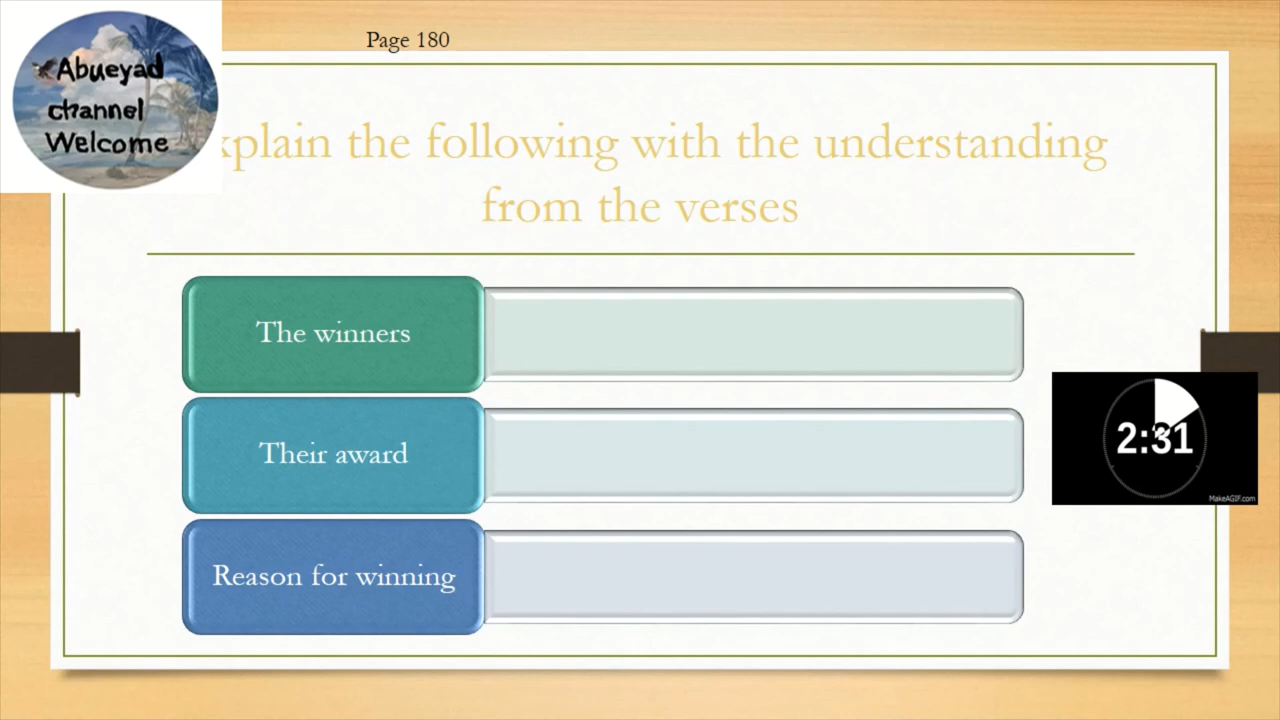 Page 180
Abueyad
channel
Welcome
xplain the following with the understanding
from the verses
The winners
Their award
Reason for winning
2:31
MakeAGIF.com